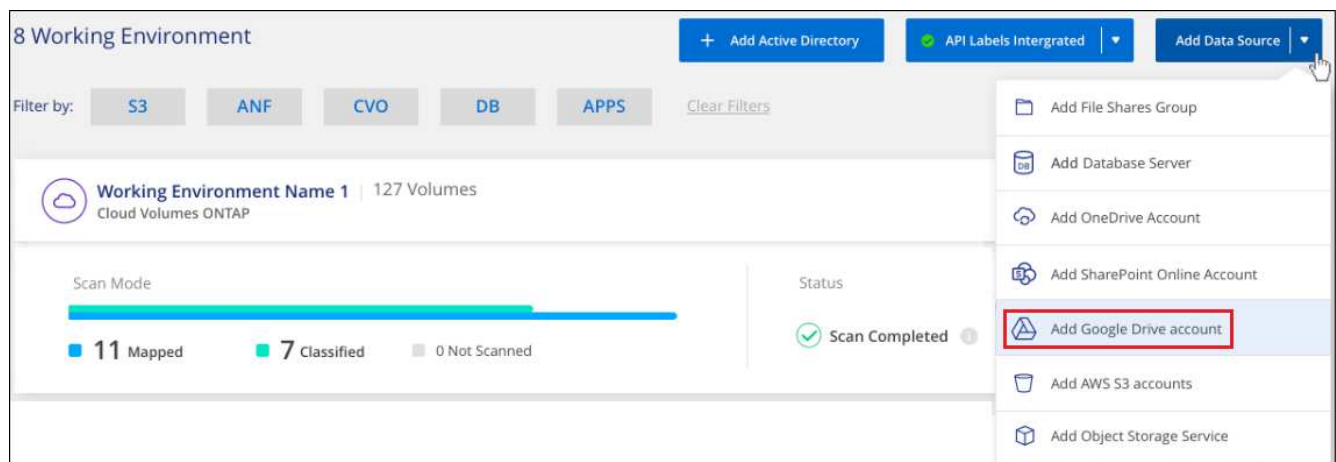 8 Working Environment
+ Add Active Directory
API Labels Intergrated
Add Data Source
Filter by:
S3
ANF
CVO
DB
APPS
Clear Filters
Add File Shares Group
DB
Add Database Server
Working Environment Name 1 | 127 Volumes
Cloud Volumes ONTAP
Add OneDrive Account
S
Add SharePoint Online Account
Scan Mode
Status
Add Google Drive account
11 Mapped
7 Classified
0 Not Scanned
Scan Completed
Add AWS S3 accounts
Add Object Storage Service